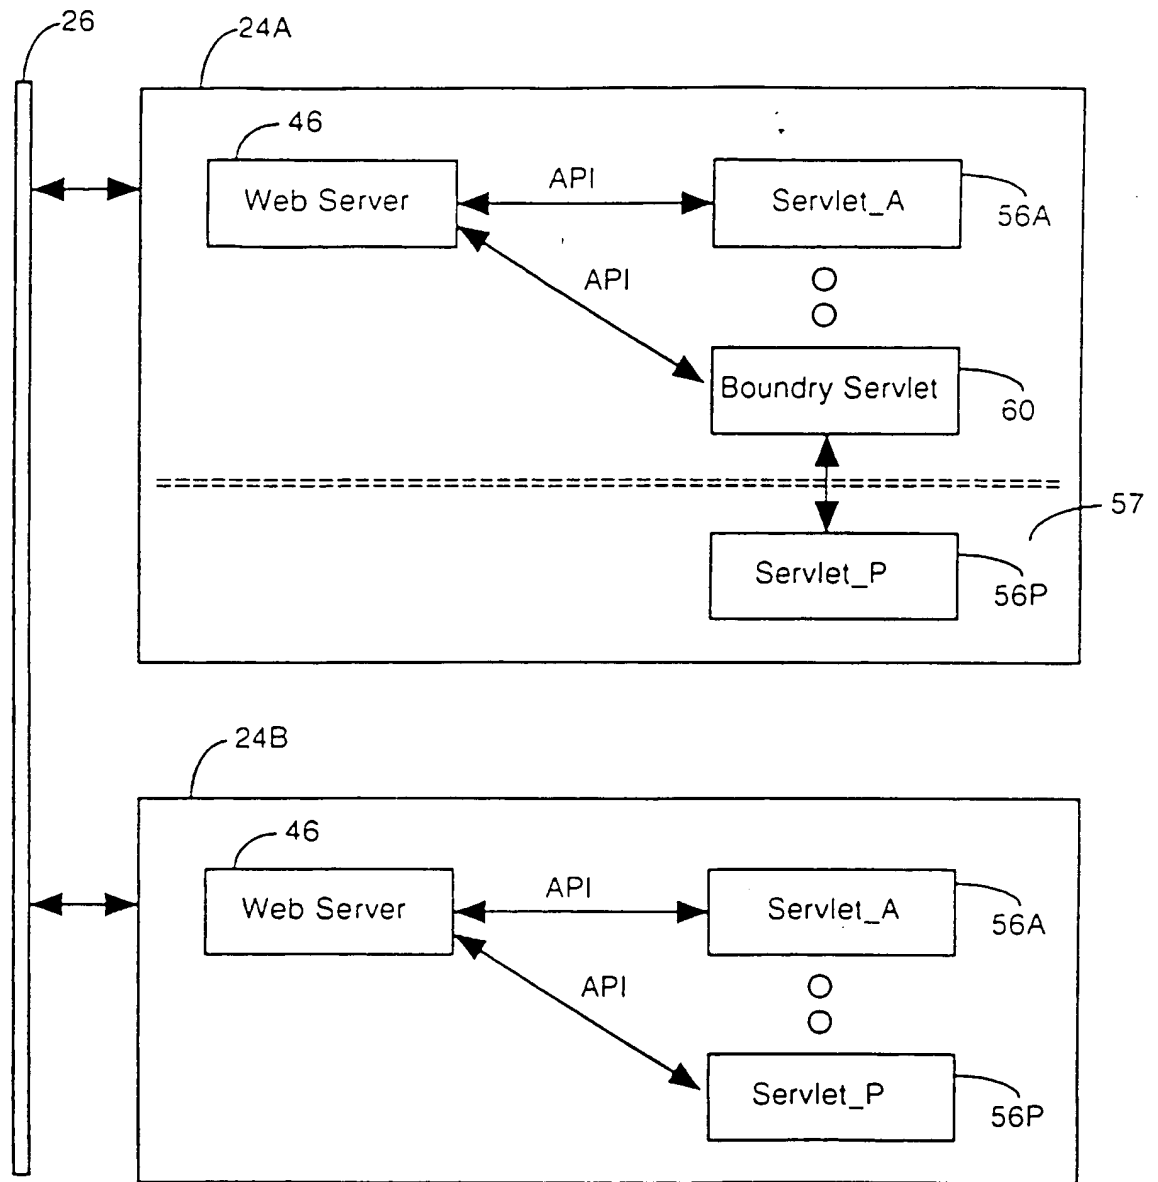 26
24A
46
Web Server
API
Servlet_A
56A
API
Boundry Servlet
60
57
Servlet_P
56P
24B
46
Web Server
API
Servlet_A
56A
API
Servlet_P
56P